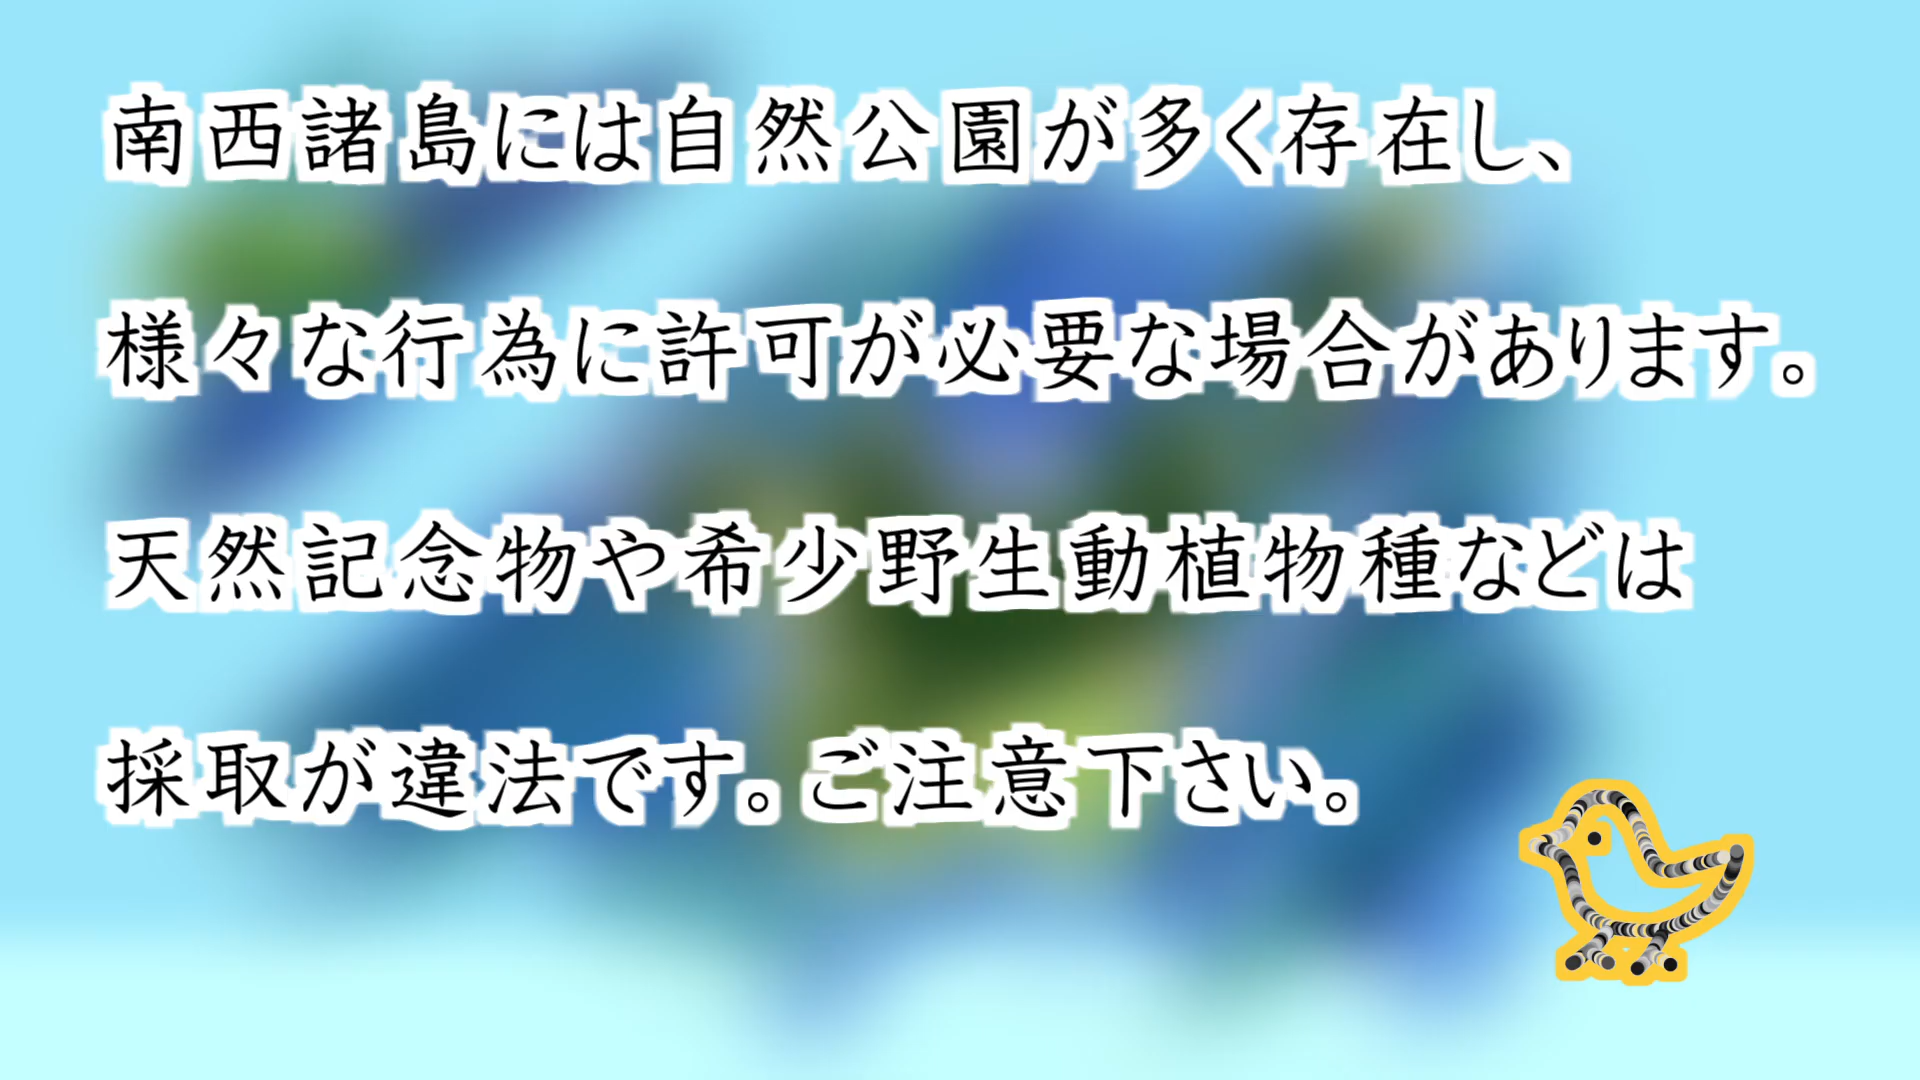 南西諸島には自然公園が多く存在し、
様々な行為に許可が必要な場合があります。
天然記念物や希少野生動植物種などは
採取が違法です。ご注意下さい。